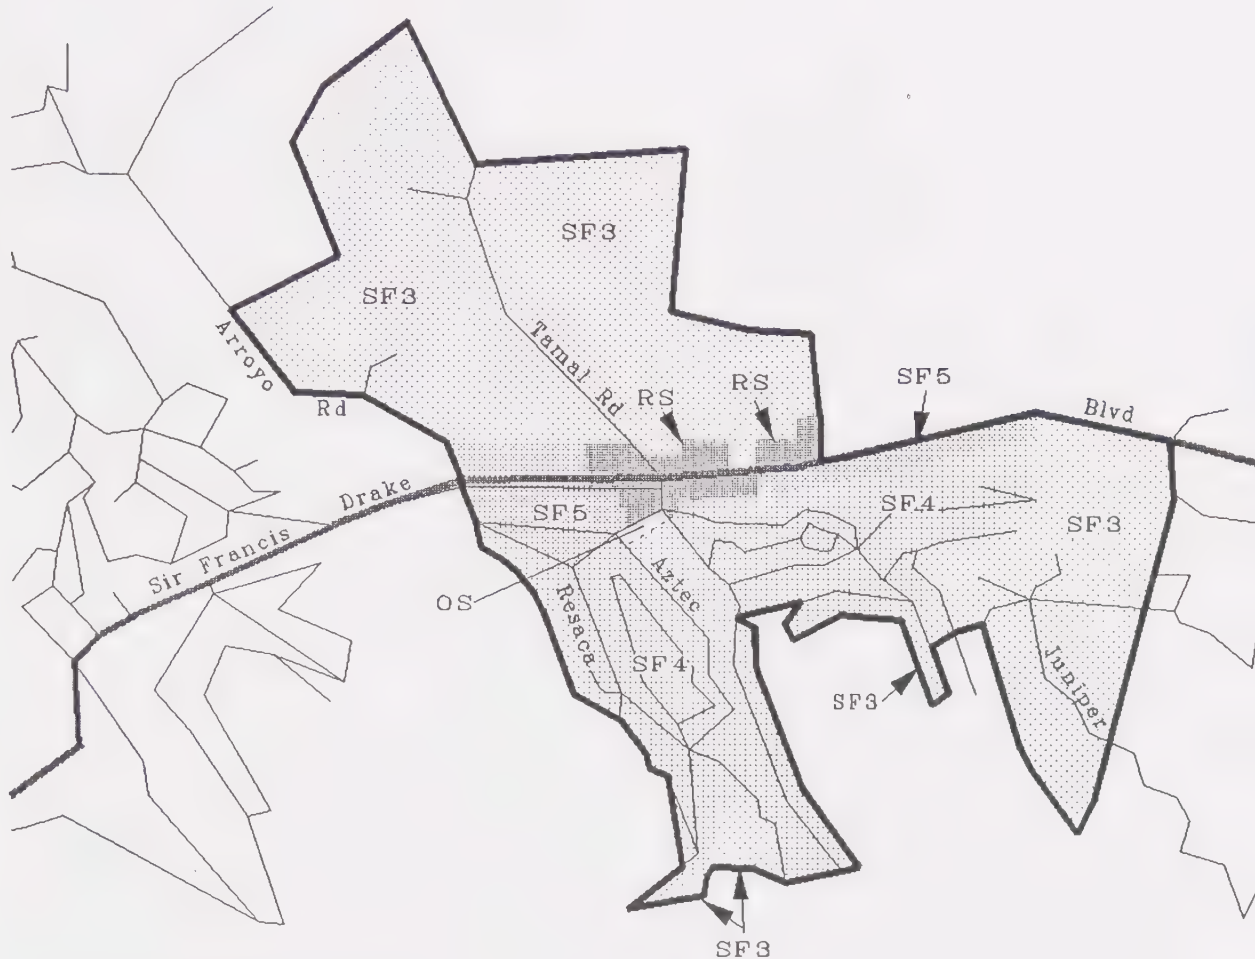 SF3
SF3
Arroyo
Rd
Tamal Rd
RS
RS
SF5
Blvd
Sir Francis
Drake
SF5
SF4
SF3
OS
Resaca
Aztec
SF4
SF3
Juniper
SF3